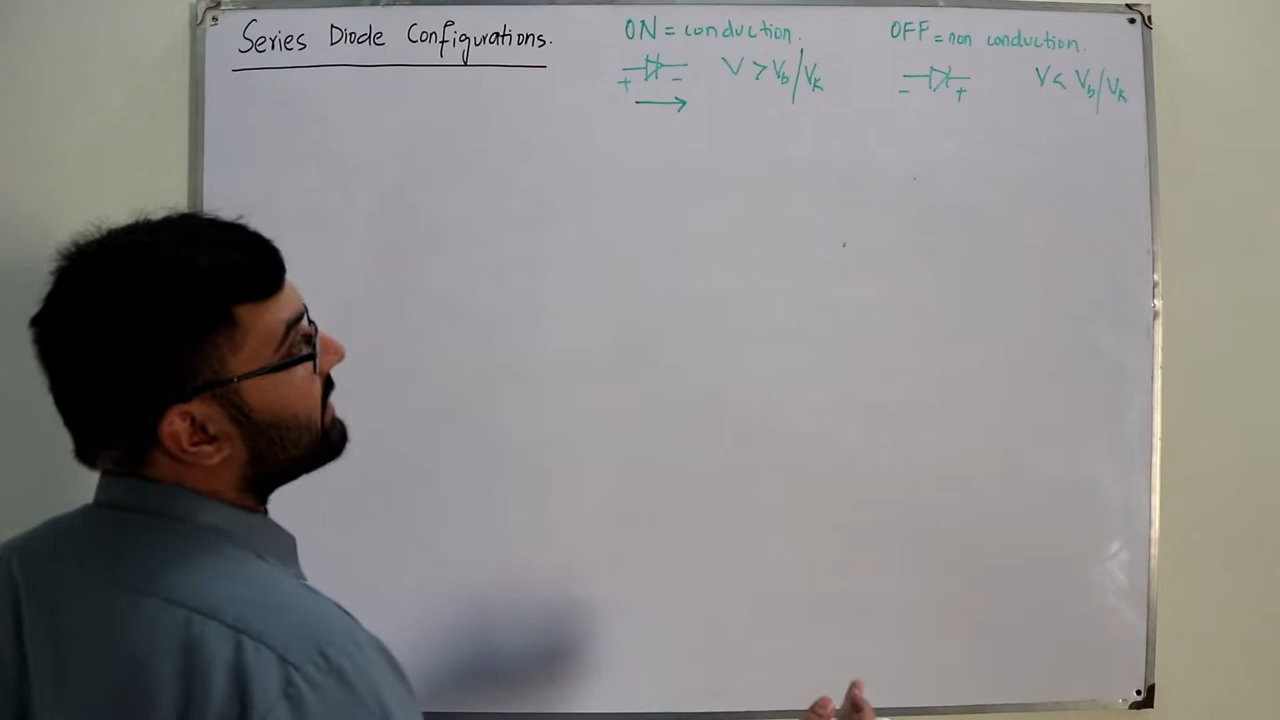 Series Diode Configurations.
ON = conduction.
+ - V > Vb/VK
OFF = non conduction.
- + V < Vb/VK